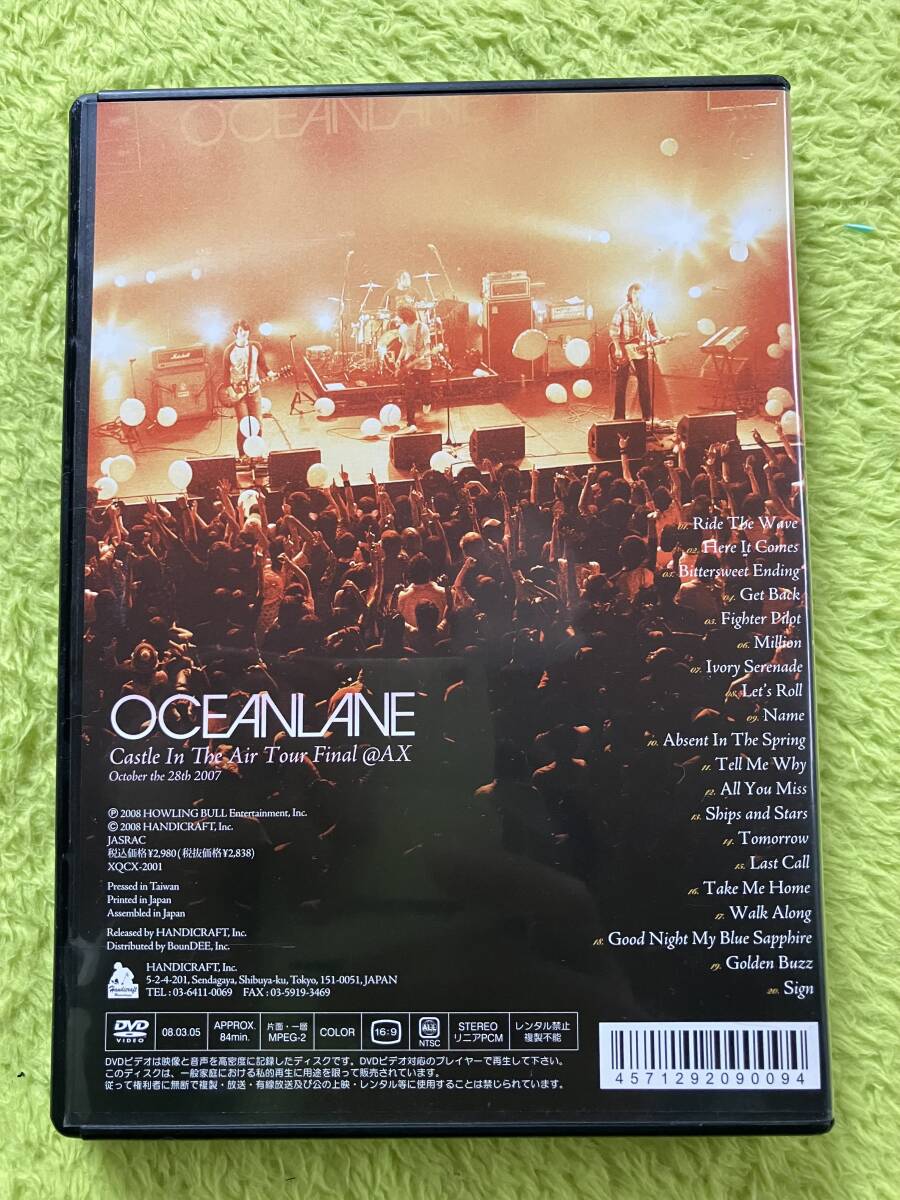 OCEANLANE
Marshall
01. Ride The Wave
02. Here It Comes
03. Bittersweet Ending
04. Get Back
05. Fighter Pilot
06. Million
07. Ivory Serenade
08. Let's Roll
09. Name
10. Absent In The Spring
11. Tell Me Why
12. All You Miss
13. Ships and Stars
14. Tomorrow
15. Last Call
16. Take Me Home
17. Walk Along
18. Good Night My Blue Sapphire
19. Golden Buzz
20. Sign
OCEANLANE
Castle In The Air Tour Final @AX
October the 28th 2007
Ⓟ 2008 HOWLING BULL Entertainment, Inc.
© 2008 HANDICRAFT, Inc.
JASRAC
税込価格¥2,980(税抜価格¥2,838)
XQCX-2001
Pressed in Taiwan
Printed in Japan
Assembled in Japan
Released by HANDICRAFT, Inc.
Distributed by BounDEE, Inc.
Handicraft
HANDICRAFT, Inc.
5-2-4-201, Sendagaya, Shibuya-ku, Tokyo, 151-0051, JAPAN
TEL : 03-6411-0069 FAX : 03-5919-3469
DVD VIDEO
08.03.05
APPROX. 84min.
片面・一層 MPEG-2
COLOR
16:9
ALL NTSC
STEREO リニアPCM
レンタル禁止 複製不能
DVDビデオは映像と音声を高密度に記録したディスクです。DVDビデオ対応のプレイヤーで再生して下さい。
このディスクは、一般家庭における私的再生に用途を限って販売されています。
従って権利者に無断で複製・放送・有線放送及び公の上映・レンタル等に使用することは禁じられています。
4571292090094